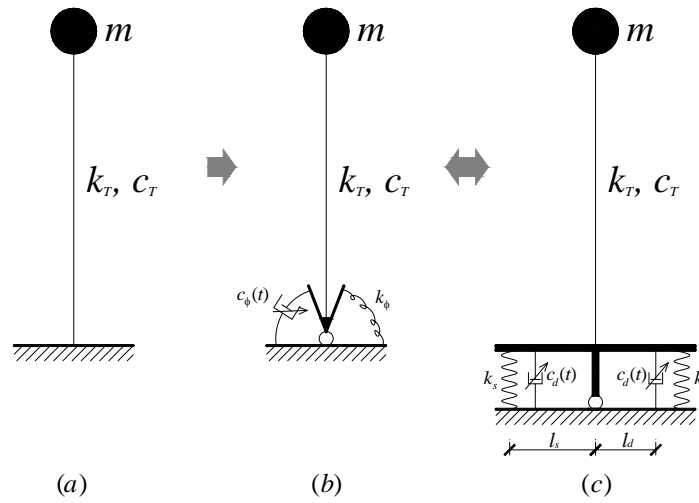 m
m
m
k_T, c_T
k_T, c_T
k_T, c_T
c_ϕ(t)
k_ϕ
k_s
c_d(t)
c_d(t)
k
l_s
l_d
(a)
(b)
(c)